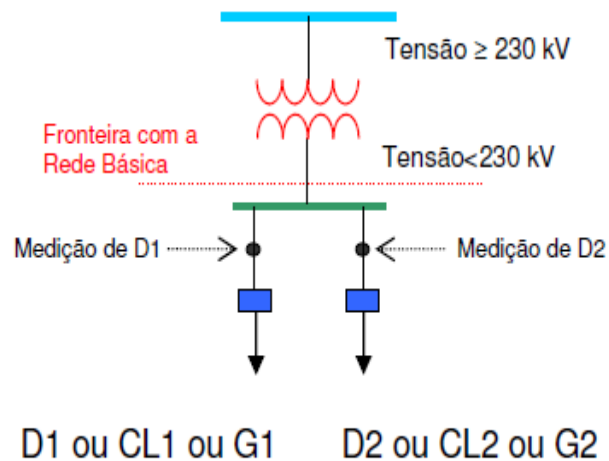 Tensão ≥ 230 kV
Fronteira com a
Rede Básica
Tensão<230 kV
Medição de D1
Medição de D2
D1 ou CL1 ou G1
D2 ou CL2 ou G2